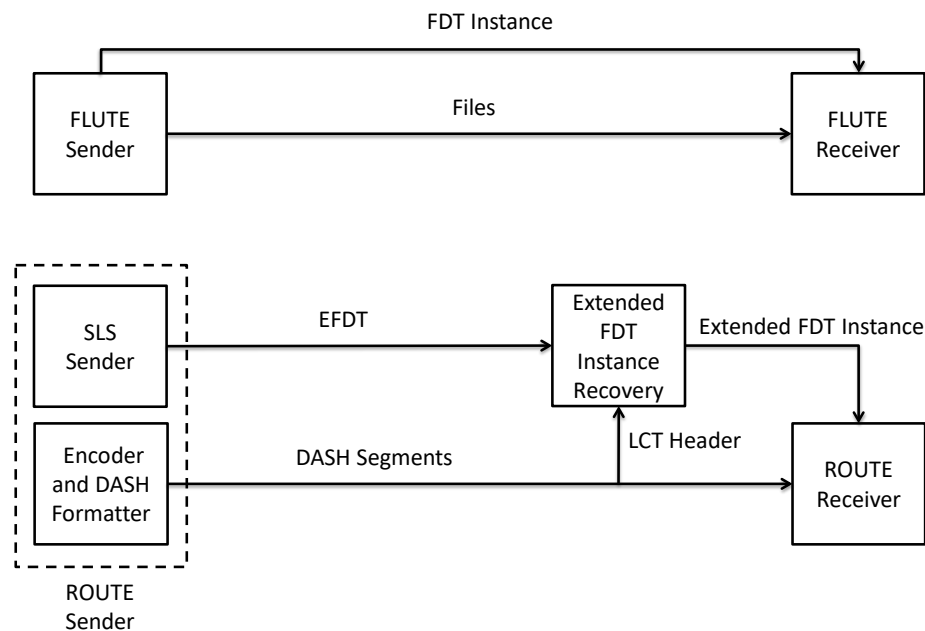 FDT Instance
FLUTE
Sender
Files
FLUTE
Receiver
SLS
Sender
EFDT
Extended
FDT
Instance
Recovery
Extended FDT Instance
Encoder
and DASH
Formatter
DASH Segments
LCT Header
ROUTE
Receiver
ROUTE
Sender